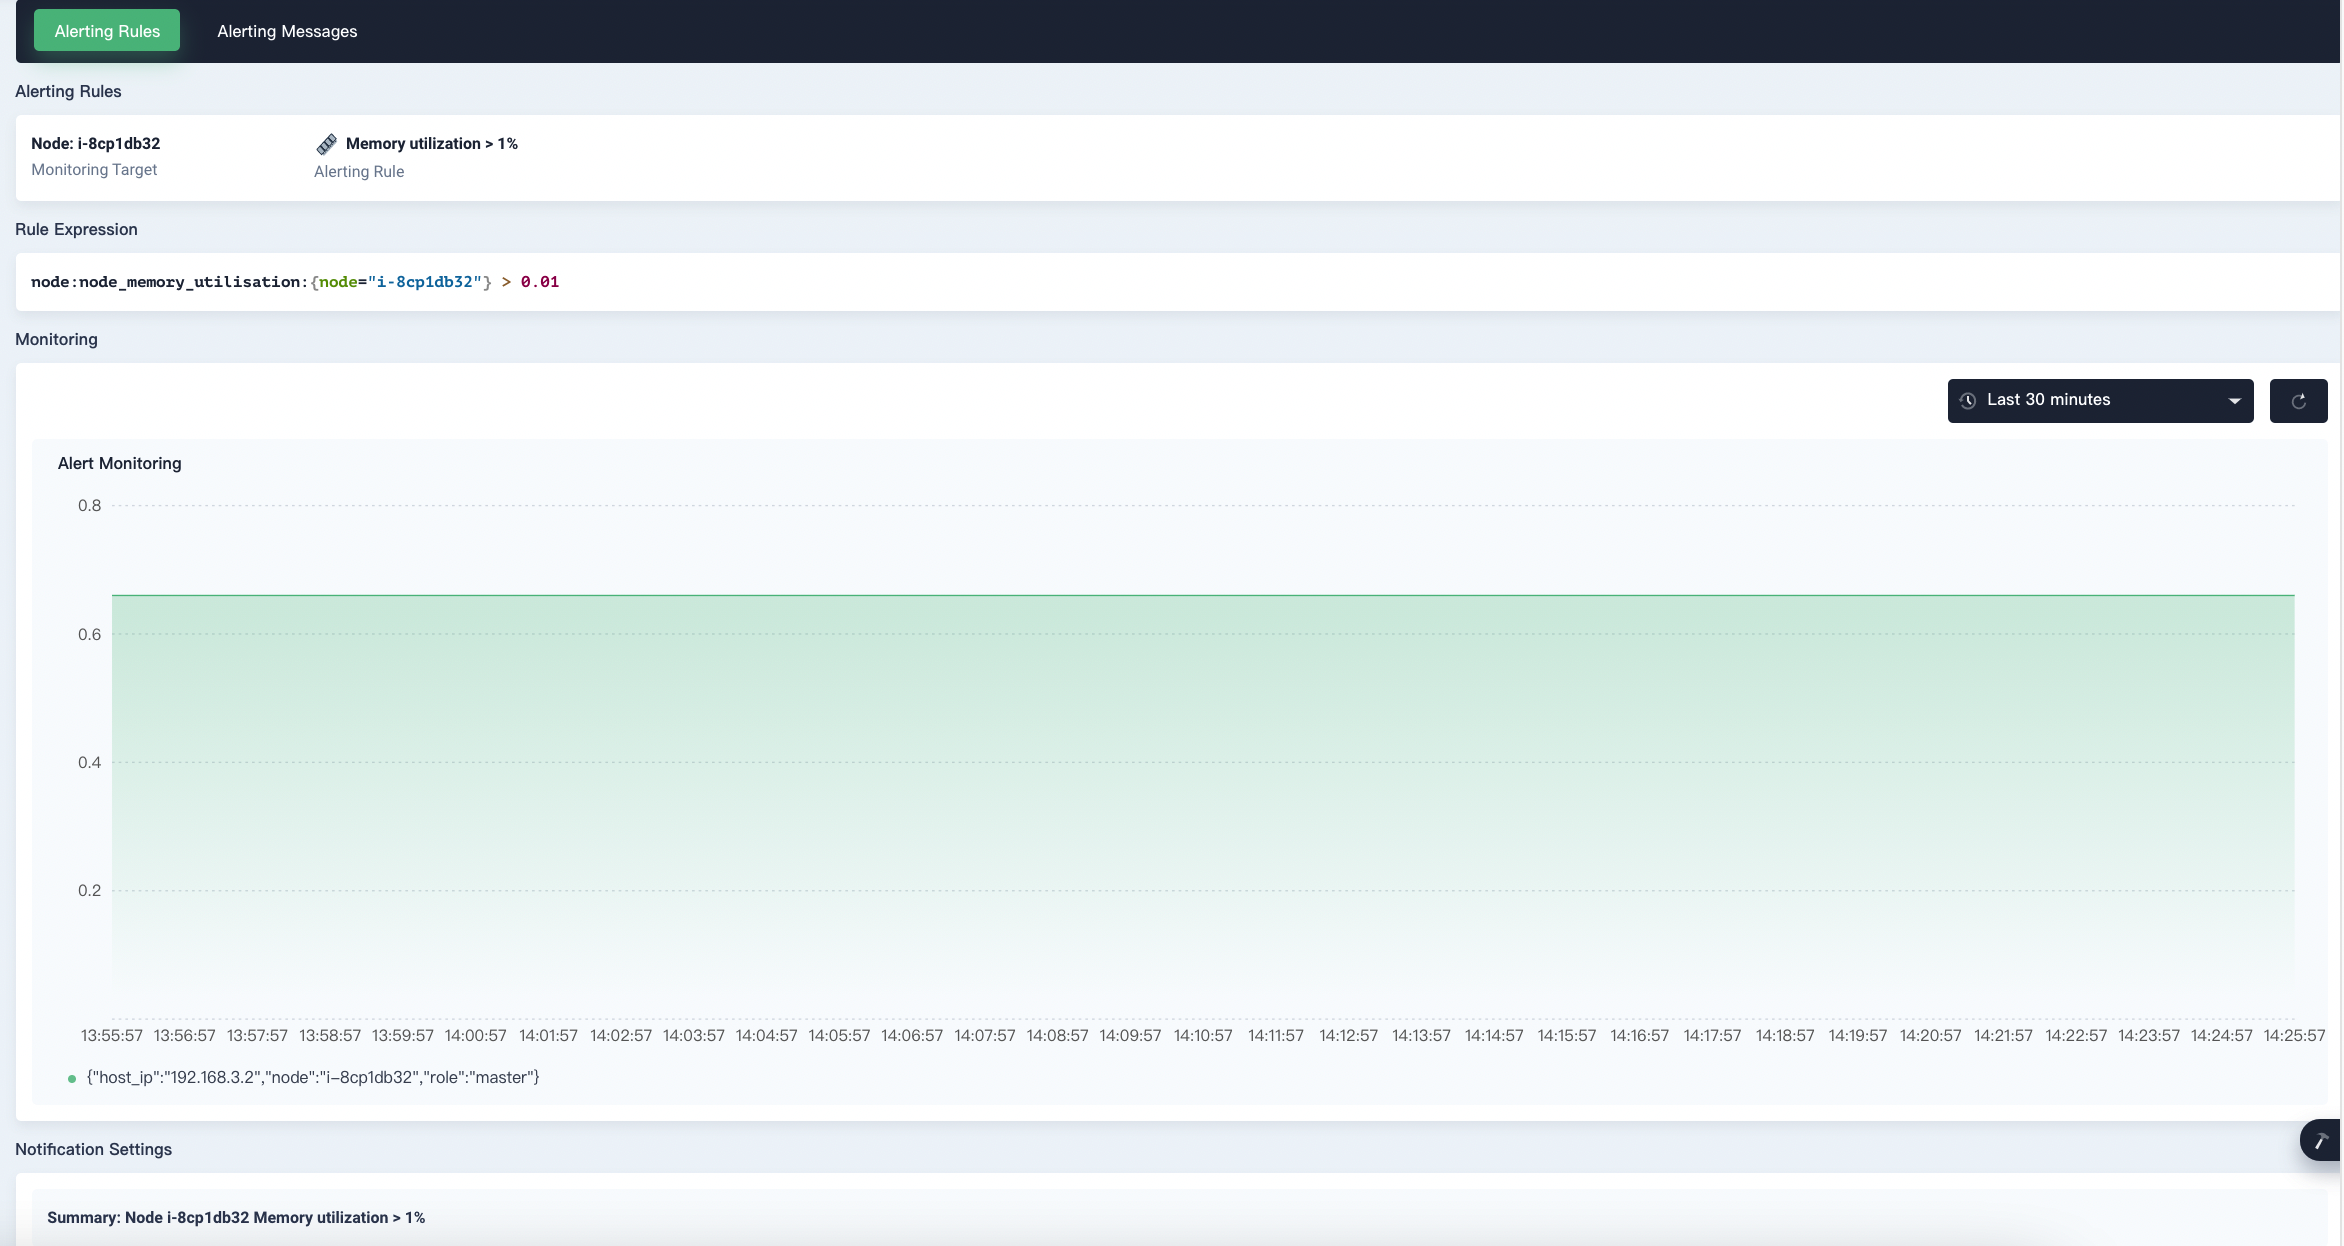 Alerting Rules Alerting Messages
Alerting Rules
Node: i-8cp1db32 Memory utilization > 1%
Monitoring Target Alerting Rule
Rule Expression
node:node_memory_utilisation:{node="i-8cp1db32"} > 0.01
Monitoring
Last 30 minutes
Alert Monitoring
0.8
0.6
0.4
0.2
13:55:57 13:56:57 13:57:57 13:58:57 13:59:57 14:00:57 14:01:57 14:02:57 14:03:57 14:04:57 14:05:57 14:06:57 14:07:57 14:08:57 14:09:57 14:10:57 14:11:57 14:12:57 14:13:57 14:14:57 14:15:57 14:16:57 14:17:57 14:18:57 14:19:57 14:20:57 14:21:57 14:22:57 14:23:57 14:24:57 14:25:57
{"host_ip":"192.168.3.2","node":"i-8cp1db32","role":"master"}
Notification Settings
Summary: Node i-8cp1db32 Memory utilization > 1%